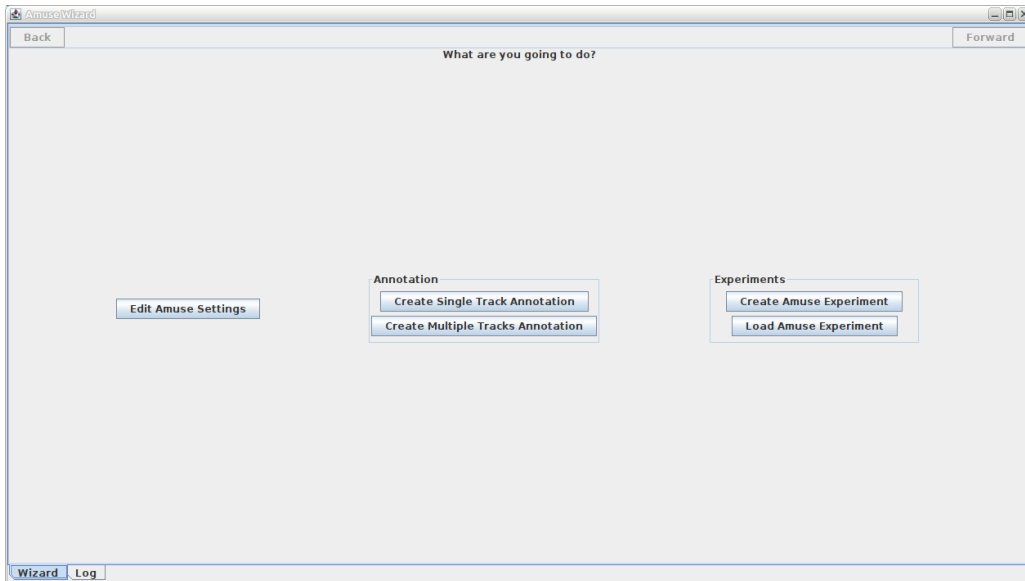 Amuse Wizard
Back Forward
What are you going to do?
Annotation
Experiments
Edit Amuse Settings
Create Single Track Annotation
Create Multiple Tracks Annotation
Create Amuse Experiment
Load Amuse Experiment
Wizard Log